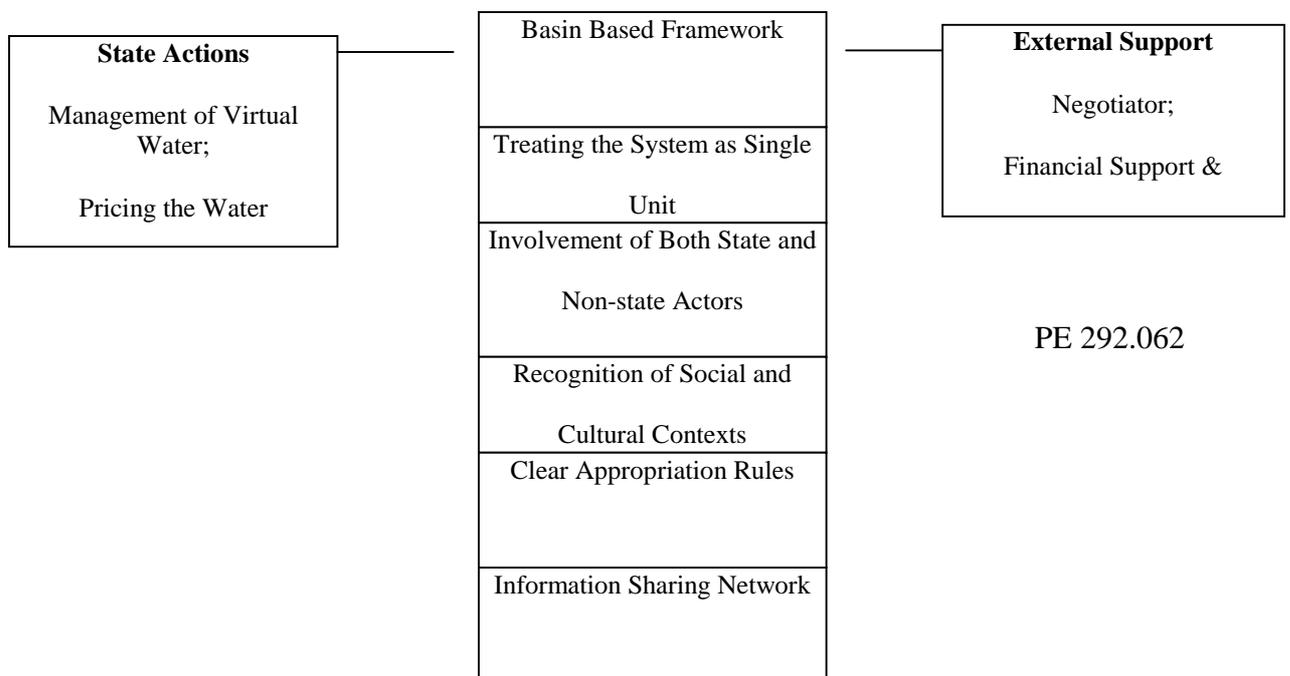 State Actions
Management of Virtual
Water;
Pricing the Water
Basin Based Framework
Treating the System as Single
Unit
Involvement of Both State and
Non-state Actors
Recognition of Social and
Cultural Contexts
Clear Appropriation Rules
Information Sharing Network
External Support
Negotiator;
Financial Support &
PE 292.062